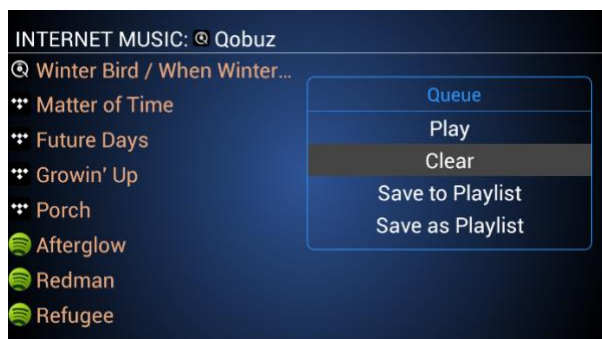 INTERNET MUSIC: Qobuz
Winter Bird / When Winter...
Matter of Time
Future Days
Growin' Up
Porch
Afterglow
Redman
Refugee
Queue
Play
Clear
Save to Playlist
Save as Playlist